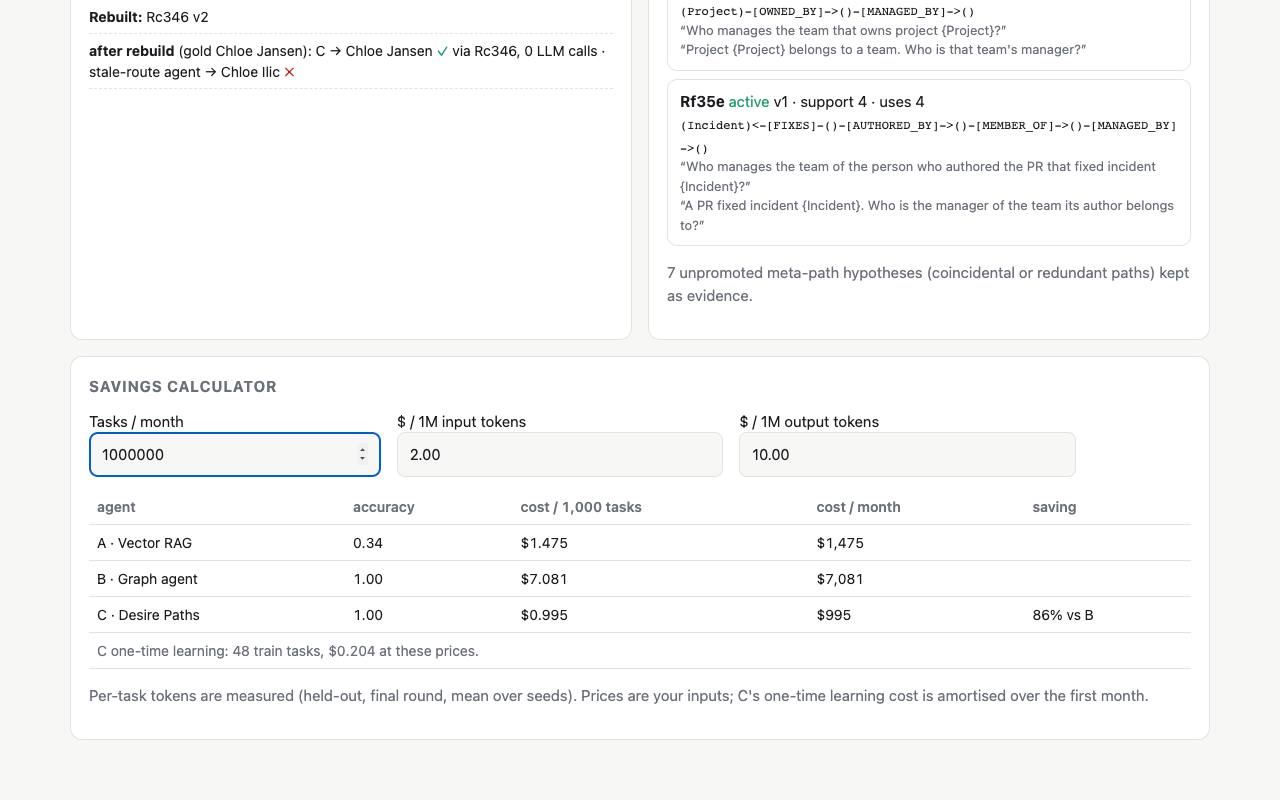 Rebuilt: Rc346 v2
after rebuild (gold Chloe Jansen): C → Chloe Jansen ✓ via Rc346, 0 LLM calls ·
stale-route agent → Chloe Ilic ✗
(Project)-[OWNED_BY]->()-[MANAGED_BY]->()
“Who manages the team that owns project {Project}?”
“Project {Project} belongs to a team. Who is that team's manager?”
Rf35e active v1 · support 4 · uses 4
(Incident)<-[FIXES]-()-[AUTHORED_BY]->()-[MEMBER_OF]->()-[MANAGED_BY]
->()
“Who manages the team of the person who authored the PR that fixed incident
{Incident}?”
“A PR fixed incident {Incident}. Who is the manager of the team its author belongs
to?”
7 unpromoted meta-path hypotheses (coincidental or redundant paths) kept
as evidence.
SAVINGS CALCULATOR
Tasks / month $ / 1M input tokens $ / 1M output tokens
1000000 2.00 10.00
agent accuracy cost / 1,000 tasks cost / month saving
A · Vector RAG 0.34 $1.475 $1,475
B · Graph agent 1.00 $7.081 $7,081
C · Desire Paths 1.00 $0.995 $995 86% vs B
C one-time learning: 48 train tasks, $0.204 at these prices.
Per-task tokens are measured (held-out, final round, mean over seeds). Prices are your inputs; C's one-time learning cost is amortised over the first month.